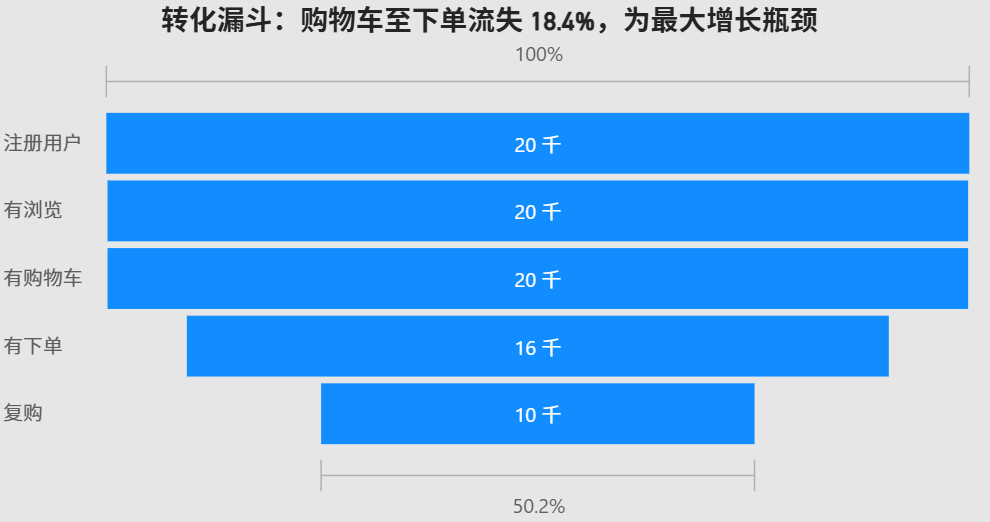 转化漏斗：购物车至下单流失 18.4%，为最大增长瓶颈
100%
注册用户 20 千
有浏览 20 千
有购物车 20 千
有下单 16 千
复购 10 千
50.2%